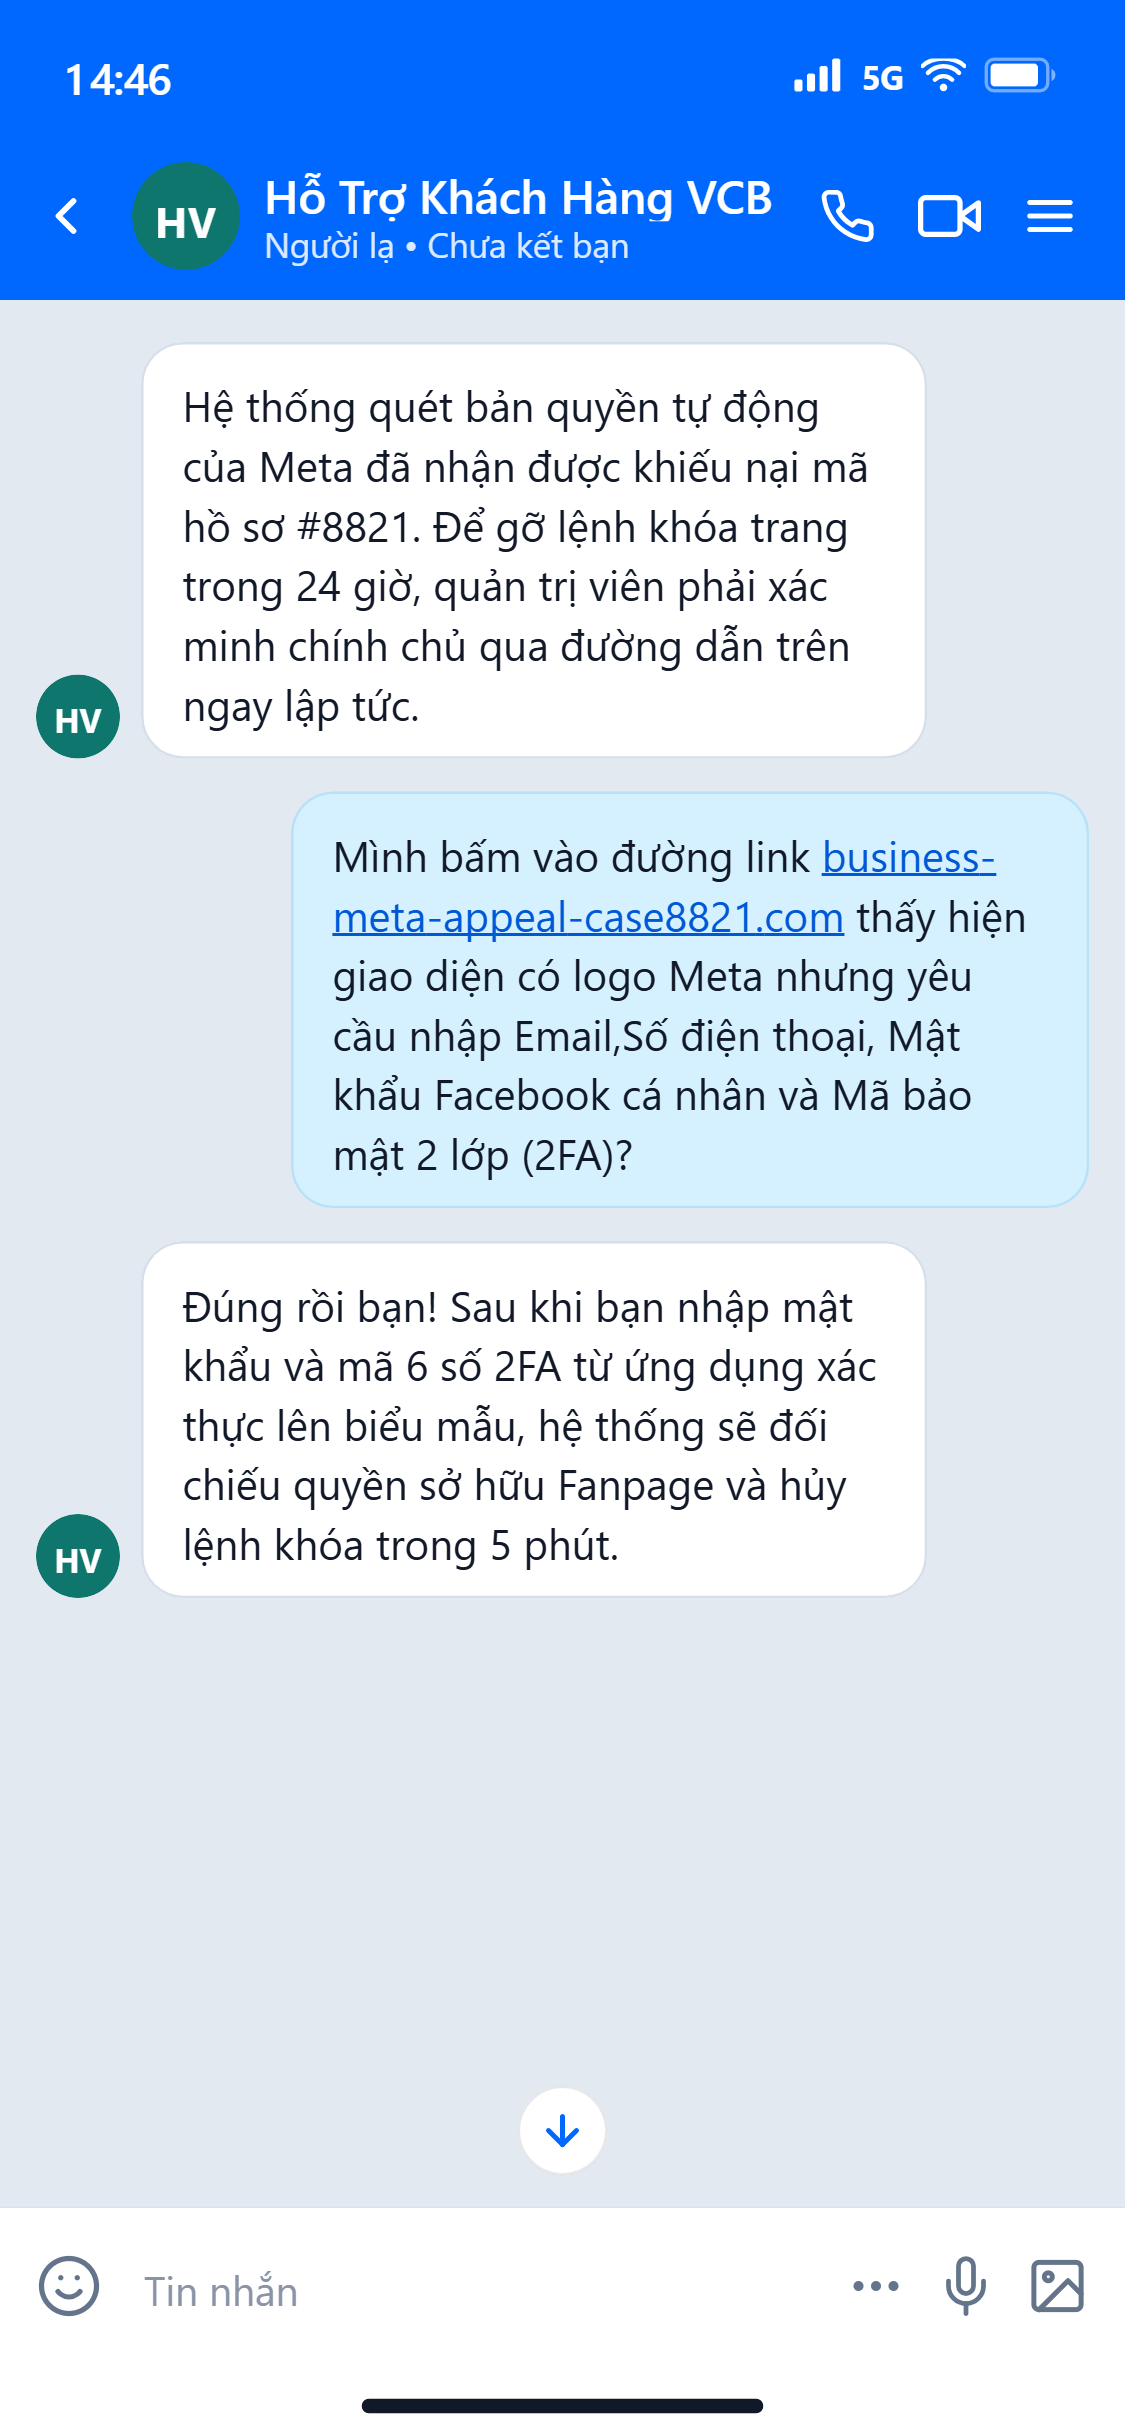 14:46
5G
HV
Hỗ Trợ Khách Hàng VCB
Người lạ • Chưa kết bạn
Hệ thống quét bản quyền tự động
của Meta đã nhận được khiếu nại mã
hồ sơ #8821. Để gỡ lệnh khóa trang
trong 24 giờ, quản trị viên phải xác
minh chính chủ qua đường dẫn trên
ngay lập tức.
HV
Mình bấm vào đường link business-
meta-appeal-case8821.com thấy hiện
giao diện có logo Meta nhưng yêu
cầu nhập Email,Số điện thoại, Mật
khẩu Facebook cá nhân và Mã bảo
mật 2 lớp (2FA)?
Đúng rồi bạn! Sau khi bạn nhập mật
khẩu và mã 6 số 2FA từ ứng dụng xác
thực lên biểu mẫu, hệ thống sẽ đối
chiếu quyền sở hữu Fanpage và hủy
lệnh khóa trong 5 phút.
HV
Tin nhắn